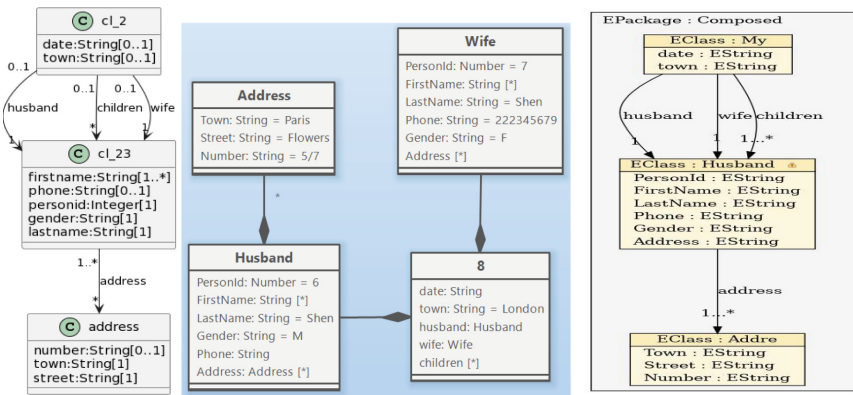 C cl_2
date:String[0..1]
town:String[0..1]
0..1
0..1
0..1
husband
children
wife
1
*
1
C cl_23
firstname:String[1..*]
phone:String[0..1]
personid:Integer[1]
gender:String[1]
lastname:String[1]
1..*
address
*
C address
number:String[0..1]
town:String[1]
street:String[1]
Address
Town: String = Paris
Street: String = Flowers
Number: String = 5/7
Wife
PersonId: Number = 7
FirstName: String [*]
LastName: String = Shen
Phone: String = 222345679
Gender: String = F
Address [*]
Husband
PersonId: Number = 6
FirstName: String [*]
LastName: String = Shen
Gender: String = M
Phone: String
Address: Address [*]
8
date: String
town: String = London
husband: Husband
wife: Wife
children [*]
EPackage : Composed
EClass : My
date : EString
town : EString
husband
wife
children
1
1
1...*
EClass : Husband
PersonId : EString
FirstName : EString
LastName : EString
Phone : EString
Gender : EString
Address : EString
address
1...*
EClass : Addre
Town : EString
Street : EString
Number : EString